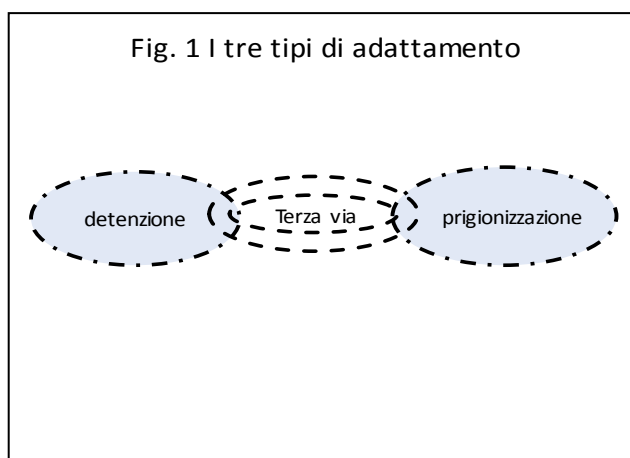 Fig. 1 I tre tipi di adattamento
detenzione
Terza via
prigionizzazione